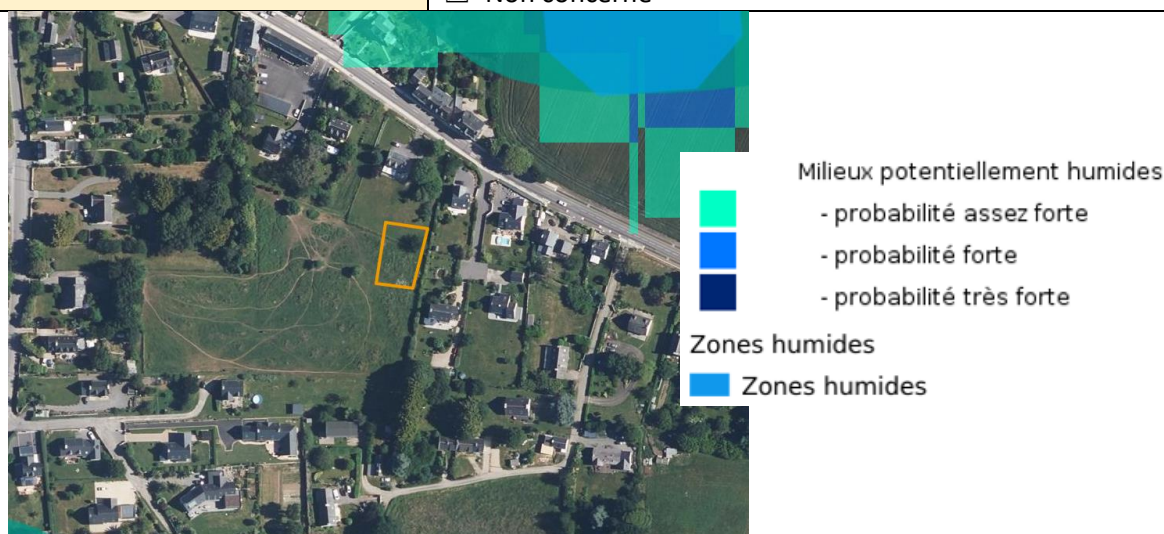 Non concerné
Milieux potentiellement humides
- probabilité assez forte
- probabilité forte
- probabilité très forte
Zones humides
Zones humides